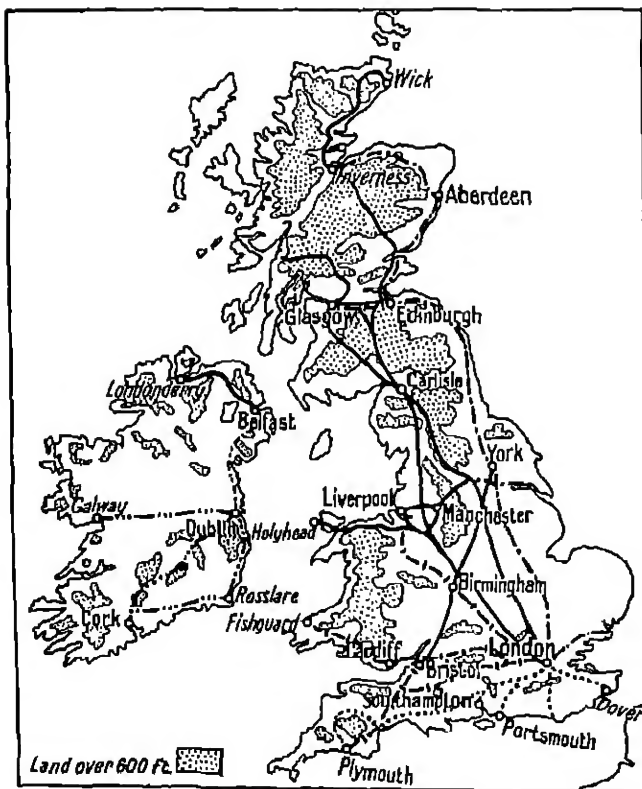 Wick
Inverness
Aberdeen
Glasgow
Edinburgh
Carlisle
Londonderry
Belfast
York
Galway
Dublin
Holyhead
Liverpool
Manchester
Rosslare
Birmingham
Cork
Fishguard
Cardiff
London
Bristol
Southampton
Dover
Portsmouth
Plymouth
Land over 600 ft.